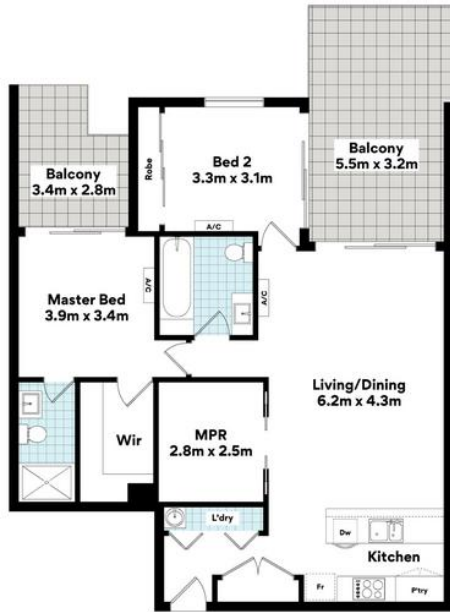 Balcony
3.4m x 2.8m
Robe
Bed 2
3.3m x 3.1m
Balcony
5.5m x 3.2m
A/C
Master Bed
3.9m x 3.4m
A/C
A/C
Living/Dining
6.2m x 4.3m
Wir
MPR
2.8m x 2.5m
L'dry
Dw
Kitchen
Fr
P'try